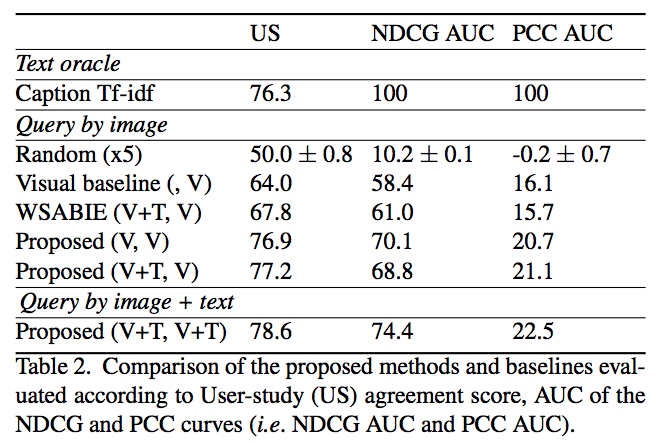 US NDCG AUC PCC AUC
Text oracle
Caption Tf-idf 76.3 100 100
Query by image
Random (x5) 50.0 ± 0.8 10.2 ± 0.1 -0.2 ± 0.7
Visual baseline (, V) 64.0 58.4 16.1
WSABIE (V+T, V) 67.8 61.0 15.7
Proposed (V, V) 76.9 70.1 20.7
Proposed (V+T, V) 77.2 68.8 21.1
Query by image + text
Proposed (V+T, V+T) 78.6 74.4 22.5
Table 2. Comparison of the proposed methods and baselines eval-
uated according to User-study (US) agreement score, AUC of the
NDCG and PCC curves (i.e. NDCG AUC and PCC AUC).